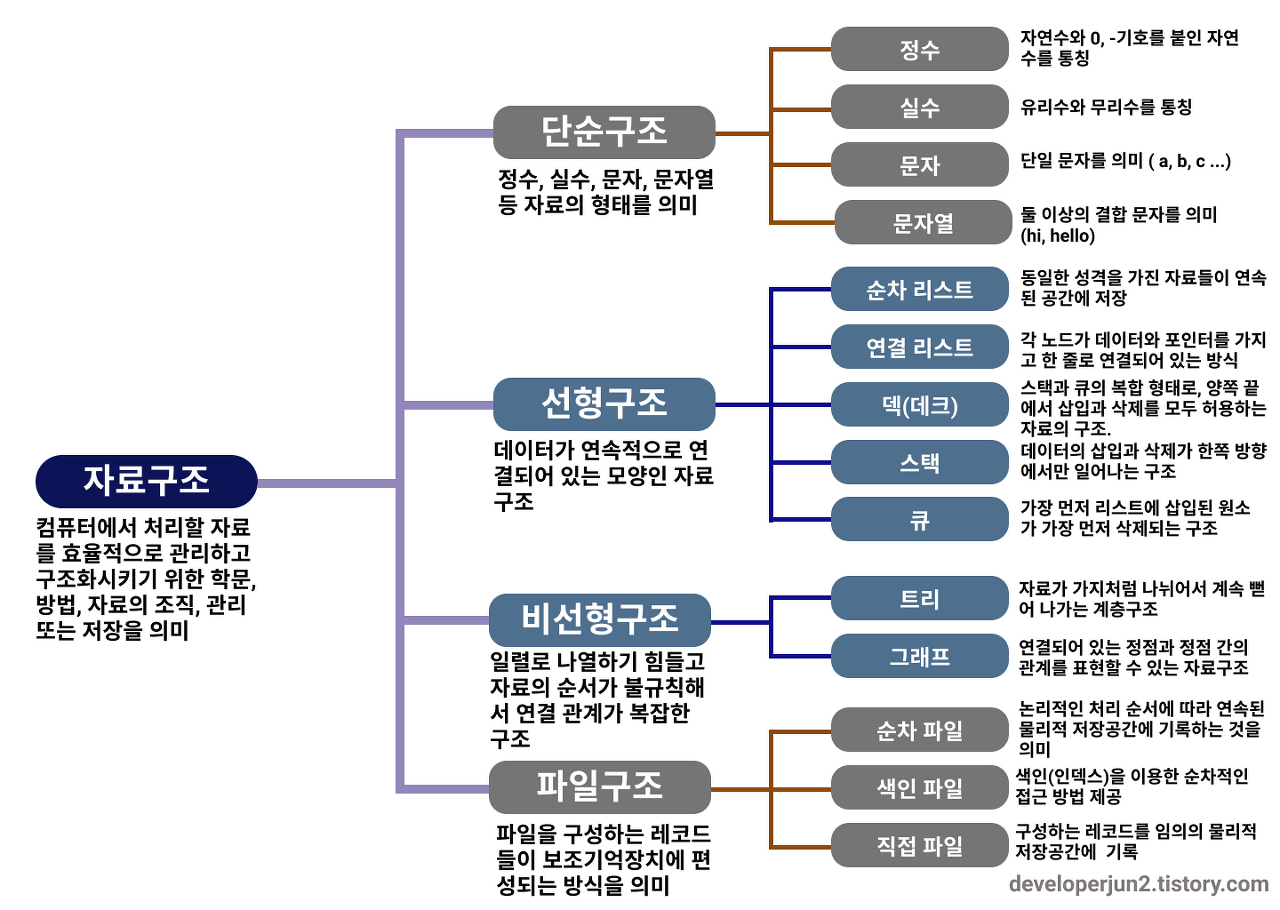 자료구조
컴퓨터에서 처리할 자료
를 효율적으로 관리하고
구조화시키기 위한 학문,
방법, 자료의 조직, 관리
또는 저장을 의미
단순구조
정수, 실수, 문자, 문자열
등 자료의 형태를 의미
정수
자연수와 0, -기호를 붙인 자연
수를 통칭
실수
유리수와 무리수를 통칭
문자
단일 문자를 의미 ( a, b, c ...)
문자열
둘 이상의 결합 문자를 의미
(hi, hello)
선형구조
데이터가 연속적으로 연
결되어 있는 모양인 자료
구조
순차 리스트
동일한 성격을 가진 자료들이 연속
된 공간에 저장
연결 리스트
각 노드가 데이터와 포인터를 가지
고 한 줄로 연결되어 있는 방식
덱(데크)
스택과 큐의 복합 형태로, 양쪽 끝
에서 삽입과 삭제를 모두 허용하는
자료의 구조.
스택
데이터의 삽입과 삭제가 한쪽 방향
에서만 일어나는 구조
큐
가장 먼저 리스트에 삽입된 원소
가 가장 먼저 삭제되는 구조
비선형구조
일렬로 나열하기 힘들고
자료의 순서가 불규칙해
서 연결 관계가 복잡한
구조
트리
자료가 가지처럼 나뉘어서 계속 뻗
어 나가는 계층구조
그래프
연결되어 있는 정점과 정점 간의
관계를 표현할 수 있는 자료구조
파일구조
파일을 구성하는 레코드
들이 보조기억장치에 편
성되는 방식을 의미
순차 파일
논리적인 처리 순서에 따라 연속된
물리적 저장공간에 기록하는 것을
의미
색인 파일
색인(인덱스)을 이용한 순차적인
접근 방법 제공
직접 파일
구성하는 레코드를 임의의 물리적
저장공간에 기록
developerjun2.tistory.com